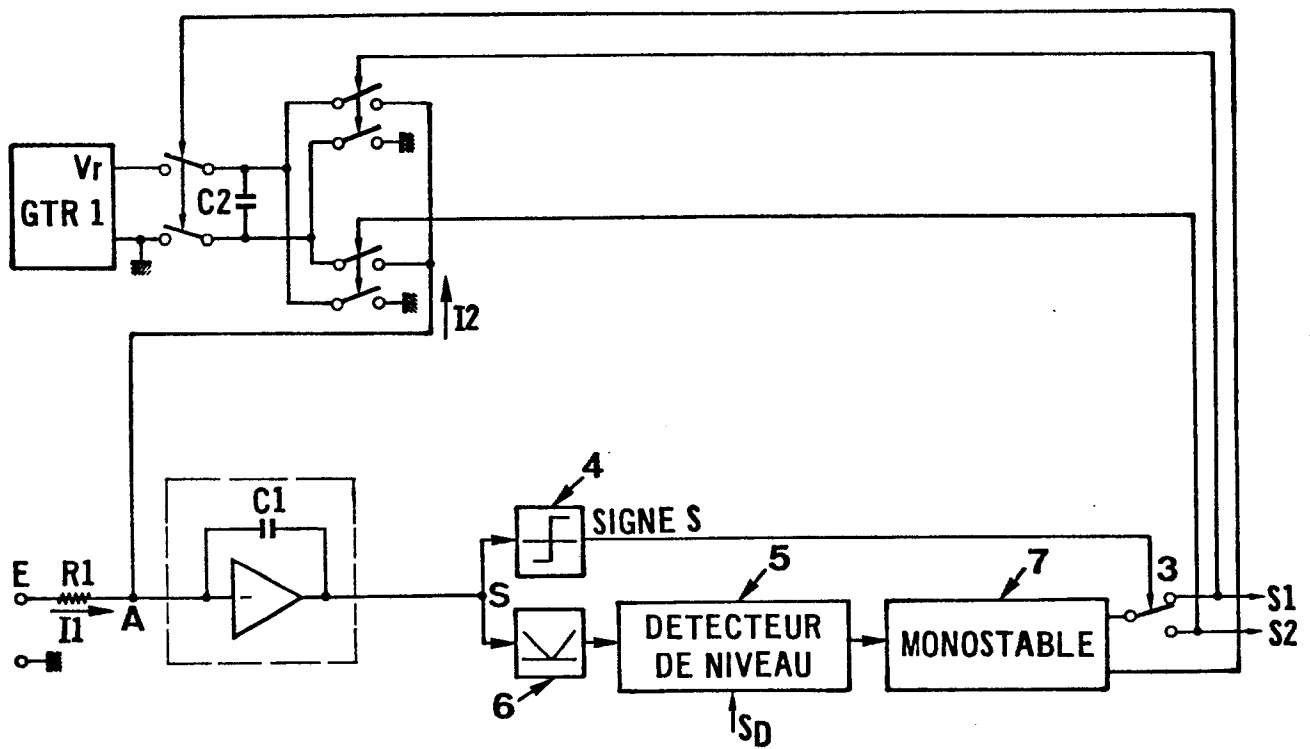 Vr
GTR 1
C2
I2
4
C1
SIGNE S
5
7
3
E
R1
S
S1
I1
A
DETECTEUR
DE NIVEAU
MONOSTABLE
S2
6
SD